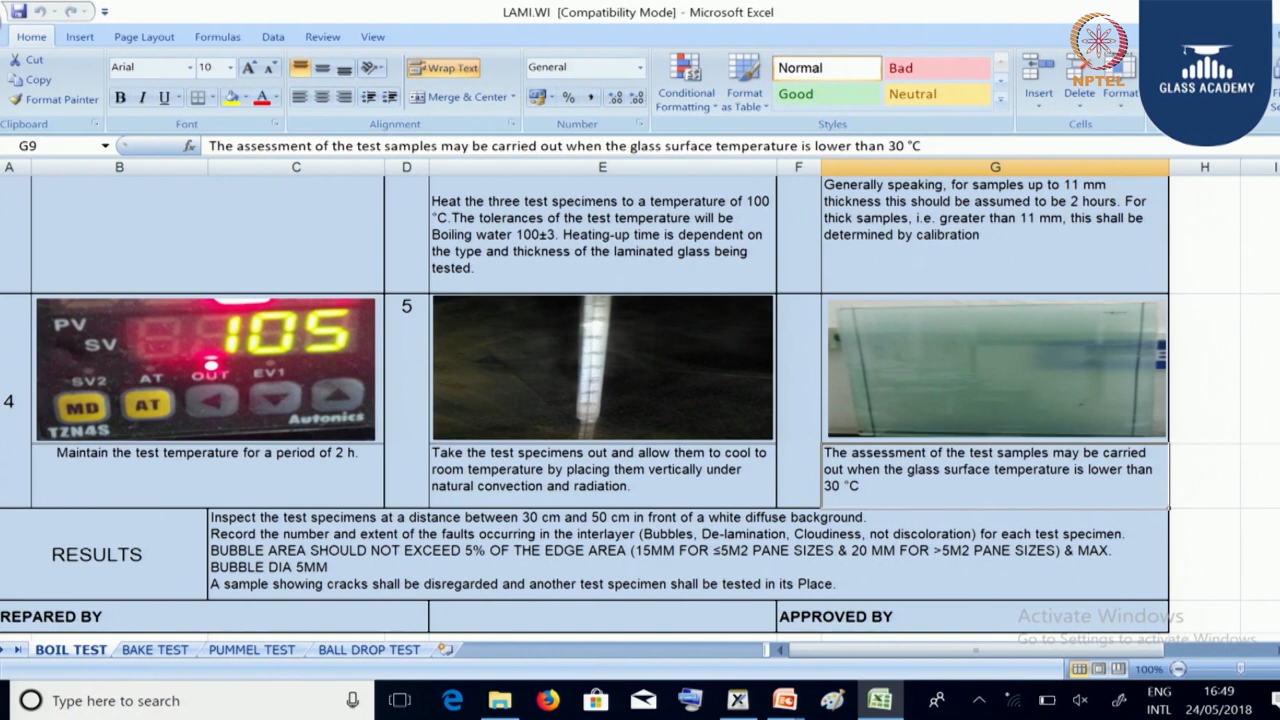 LAMI.WI [Compatibility Mode] - Microsoft Excel
Home Insert Page Layout Formulas Data Review View
Cut
Copy
Format Painter
Clipboard
Arial 10
B I U
Font
Wrap Text
Merge & Center
Alignment
General
Number
Conditional Formatting
Format as Table
Normal Bad
Good Neutral
Styles
Insert Delete Format
Cells
NPTEL
GLASS ACADEMY
G9 fx The assessment of the test samples may be carried out when the glass surface temperature is lower than 30 °C
A B C D E F G H I
Heat the three test specimens to a temperature of 100
°C.The tolerances of the test temperature will be
Boiling water 100±3. Heating-up time is dependent on
the type and thickness of the laminated glass being
tested.
Generally speaking, for samples up to 11 mm
thickness this should be assumed to be 2 hours. For
thick samples, i.e. greater than 11 mm, this shall be
determined by calibration
4
PV
SV
105
SV2 AT OUT EV1
MD AT
Autonics
TZN4S
5
Maintain the test temperature for a period of 2 h.
Take the test specimens out and allow them to cool to
room temperature by placing them vertically under
natural convection and radiation.
The assessment of the test samples may be carried
out when the glass surface temperature is lower than
30 °C
RESULTS
Inspect the test specimens at a distance between 30 cm and 50 cm in front of a white diffuse background.
Record the number and extent of the faults occurring in the interlayer (Bubbles, De-lamination, Cloudiness, not discoloration) for each test specimen.
BUBBLE AREA SHOULD NOT EXCEED 5% OF THE EDGE AREA (15MM FOR ≤5M2 PANE SIZES & 20 MM FOR >5M2 PANE SIZES) & MAX.
BUBBLE DIA 5MM
A sample showing cracks shall be disregarded and another test specimen shall be tested in its Place.
REPARED BY
APPROVED BY
Activate Windows
Go to Settings to activate Windows.
BOIL TEST BAKE TEST PUMMEL TEST BALL DROP TEST
100%
Type here to search
ENG
INTL
16:49
24/05/2018